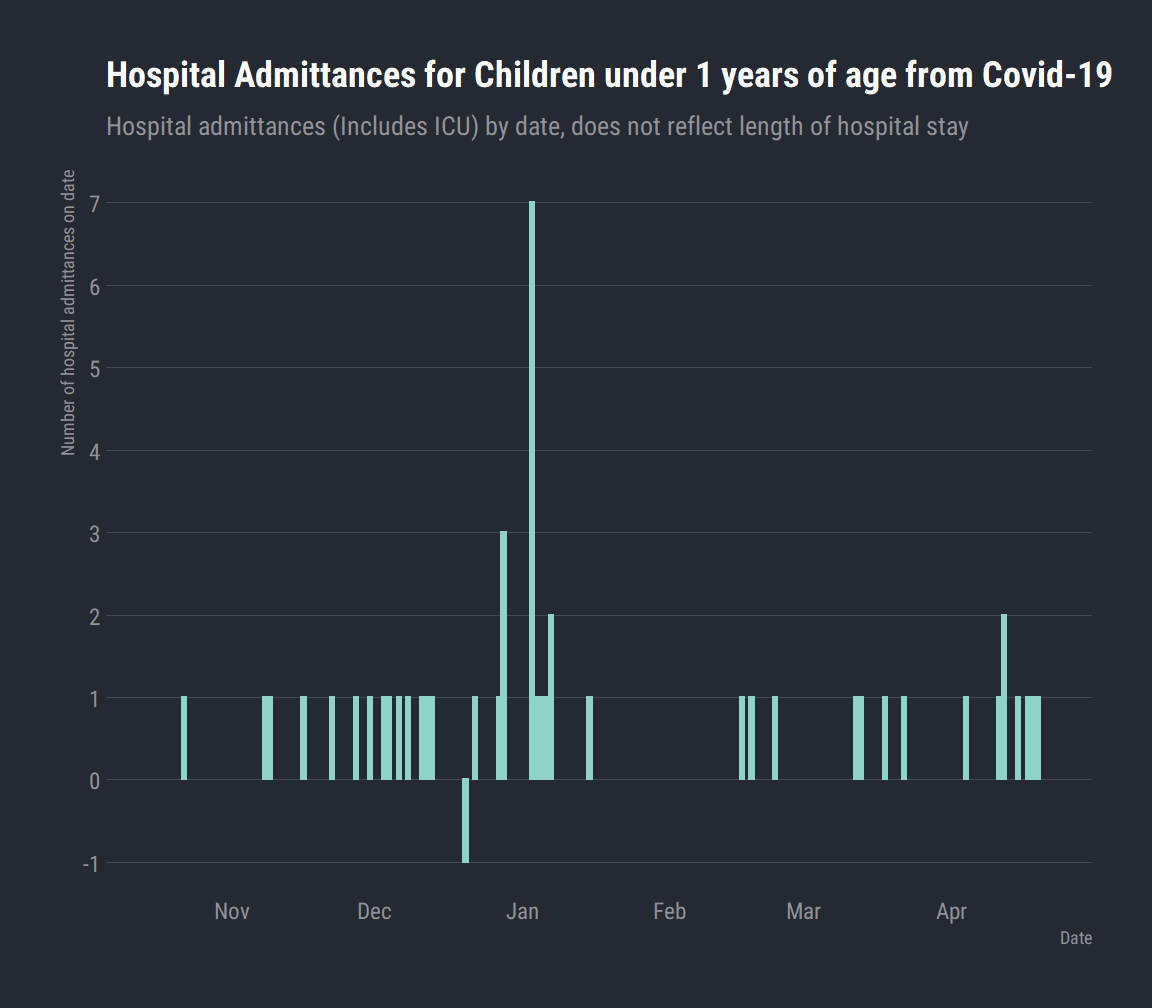 Hospital Admittances for Children under 1 years of age from Covid-19
Hospital admittances (Includes ICU) by date, does not reflect length of hospital stay
Number of hospital admittances on date
7
6
5
4
3
2
1
0
-1
Nov Dec Jan Feb Mar Apr
Date